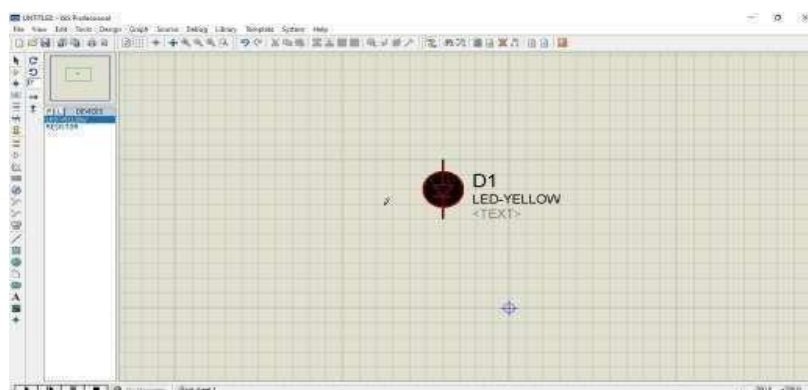 UNTITLED - ISIS Professional
File View Edit Tools Design Graph Source Debug Library Template System Help
P L DEVICES
LED-YELLOW
RESISTOR
D1
LED-YELLOW
<TEXT>